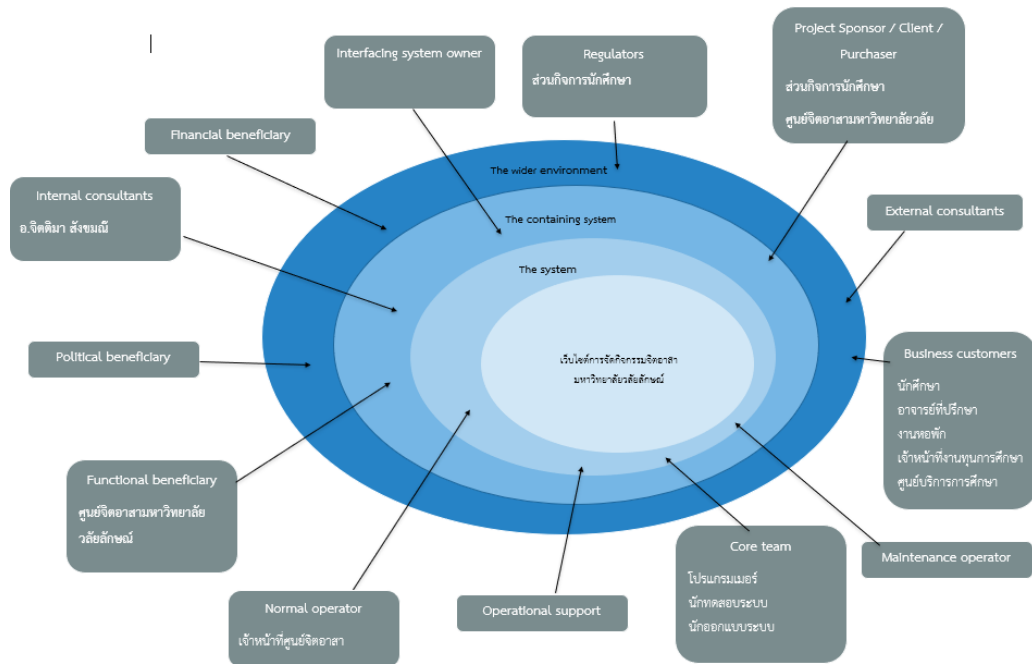 Interfacing system owner
Regulators
ส่วนกิจการนักศึกษา
Project Sponsor / Client /
Purchaser
ส่วนกิจการนักศึกษา
ศูนย์จิตอาสามหาวิทยาลัยวลัย
Financial beneficiary
Internal consultants
อ.จิตติมา สังขมณี
The wider environment
The containing system
The system
External consultants
Political beneficiary
เว็บไซต์การจัดกิจกรรมจิตอาสา
มหาวิทยาลัยวลัยลักษณ์
Business customers
นักศึกษา
อาจารย์ที่ปรึกษา
งานหอพัก
เจ้าหน้าที่งานทุนการศึกษา
ศูนย์บริการการศึกษา
Functional beneficiary
ศูนย์จิตอาสามหาวิทยาลัย
วลัยลักษณ์
Normal operator
เจ้าหน้าที่ศูนย์จิตอาสา
Operational support
Core team
โปรแกรมเมอร์
นักทดสอบระบบ
นักออกแบบระบบ
Maintenance operator